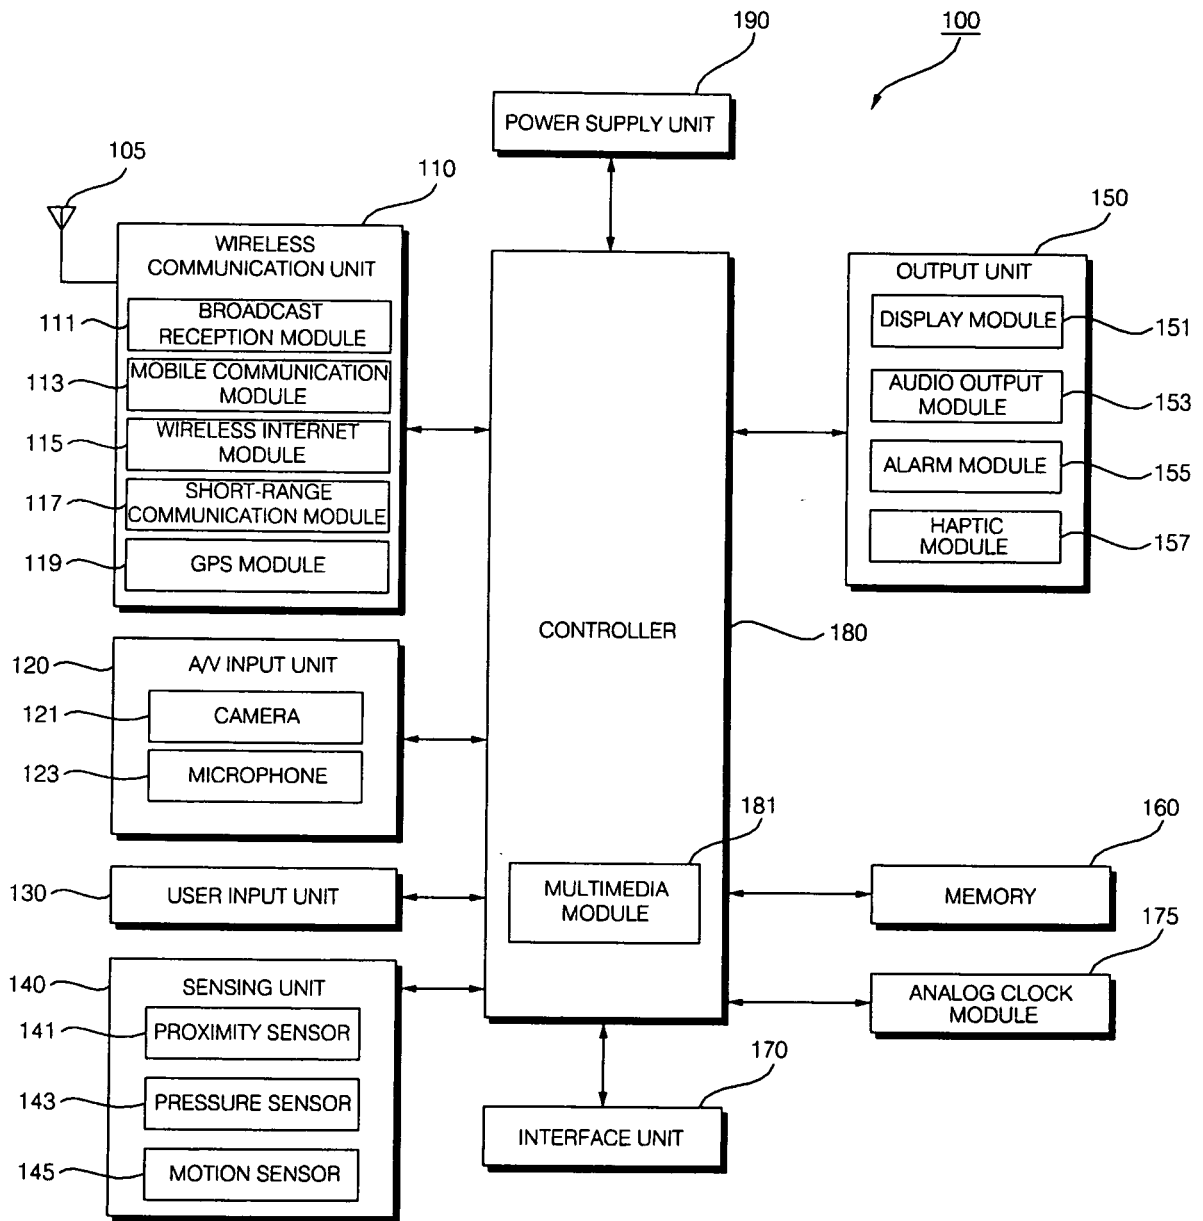 100
190
POWER SUPPLY UNIT
105
110
WIRELESS
COMMUNICATION UNIT
111
BROADCAST
RECEPTION MODULE
113
MOBILE COMMUNICATION
MODULE
115
WIRELESS INTERNET
MODULE
117
SHORT-RANGE
COMMUNICATION MODULE
119
GPS MODULE
120
A/V INPUT UNIT
121
CAMERA
123
MICROPHONE
130
USER INPUT UNIT
140
SENSING UNIT
141
PROXIMITY SENSOR
143
PRESSURE SENSOR
145
MOTION SENSOR
CONTROLLER
180
181
MULTIMEDIA
MODULE
170
INTERFACE UNIT
150
OUTPUT UNIT
DISPLAY MODULE
151
AUDIO OUTPUT
MODULE
153
ALARM MODULE
155
HAPTIC
MODULE
157
160
MEMORY
175
ANALOG CLOCK
MODULE